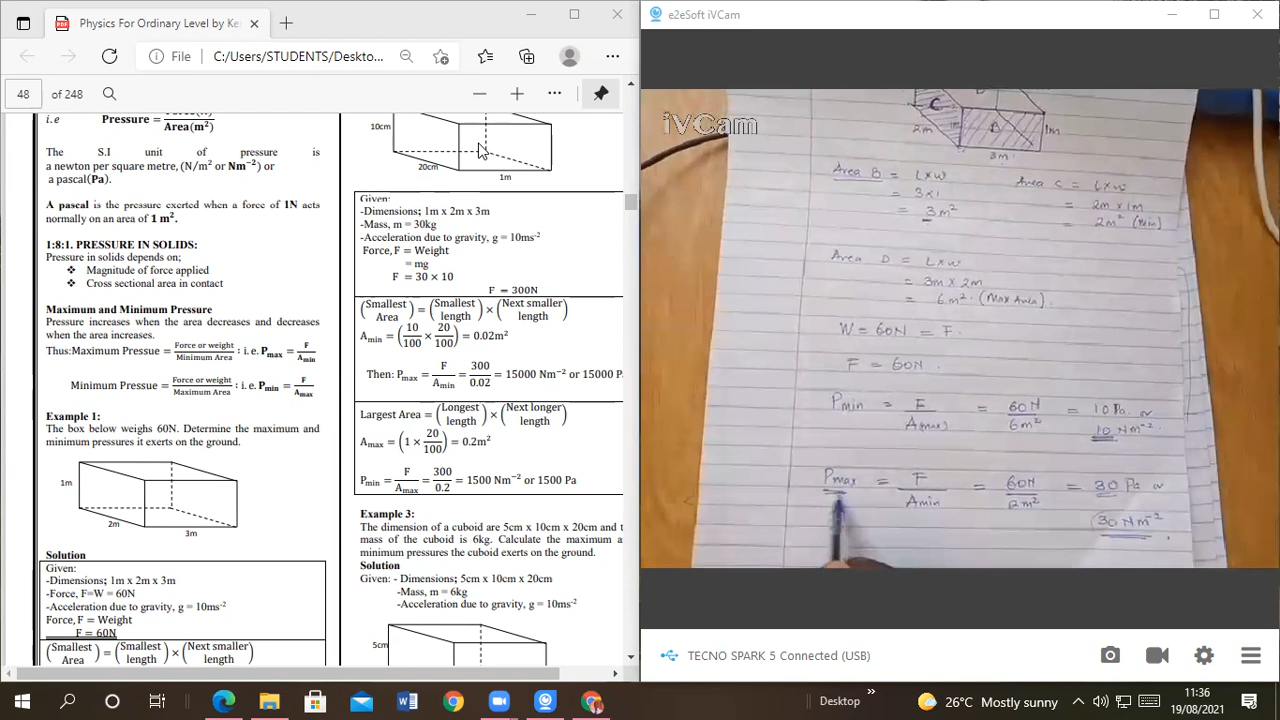 Physics For Ordinary Level by Ke
File
C:/Users/STUDENTS/Deskto...
48 of 248
i.e Pressure=
Area(m²)
The S.I unit of pressure is
a newton per square metre, (N/m² or Nm⁻²) or
a pascal(Pa).
A pascal is the pressure exerted when a force of 1N acts
normally on an area of 1 m².
1:8:1. PRESSURE IN SOLIDS:
Pressure in solids depends on;
❖ Magnitude of force applied
❖ Cross sectional area in contact
Maximum and Minimum Pressure
Pressure increases when the area decreases and decreases
when the area increases.
Thus:Maximum Pressue = Force or weight / Minimum Area : i.e. Pmax = F / Amin
Minimum Pressue = Force or weight / Maximum Area : i.e. Pmin = F / Amax
Example 1:
The box below weighs 60N. Determine the maximum and
minimum pressures it exerts on the ground.
1m
2m
3m
Solution
Given:
-Dimensions; 1m x 2m x 3m
-Force, F=W = 60N
-Acceleration due to gravity, g = 10ms⁻²
Force, F = Weight
F = 60N
(Smallest Area) = (Smallest length) × (Next smaller length)
10cm
20cm
1m
Given:
-Dimensions; 1m x 2m x 3m
-Mass, m = 30kg
-Acceleration due to gravity, g = 10ms⁻²
Force, F = Weight
= mg
F = 30 × 10
F = 300N
(Smallest Area) = (Smallest length) × (Next smaller length)
Amin = (10/100 × 20/100) = 0.02m²
Then: Pmax = F / Amin = 300 / 0.02 = 15000 Nm⁻² or 15000 P
Largest Area = (Longest length) × (Next longer length)
Amax = (1 × 20/100) = 0.2m²
Pmin = F / Amax = 300 / 0.2 = 1500 Nm⁻² or 1500 Pa
Example 3:
The dimension of a cuboid are 5cm x 10cm x 20cm and t
mass of the cuboid is 6kg. Calculate the maximum a
minimum pressures the cuboid exerts on the ground.
Solution
Given: - Dimensions; 5cm x 10cm x 20cm
-Mass, m = 6kg
-Acceleration due to gravity, g = 10ms⁻²
5cm
e2eSoft iVCam
iVCam
C
B
2m
1m
1m
3m
Area B = L×w
= 3×1
= 3m²
Area C = L×w
= 2m × 1m
= 2m² (Min)
Area D = L×w
= 3m × 2m
= 6m². (Max Area).
W = 60N = F.
F = 60N.
Pmin = F / A(max) = 60N / 6m² = 10 Pa. or
10 Nm⁻².
Pmax = F / Amin = 60N / 2m² = 30 Pa or
30 Nm⁻².
TECNO SPARK 5 Connected (USB)
Desktop
26°C Mostly sunny
11:36
19/08/2021